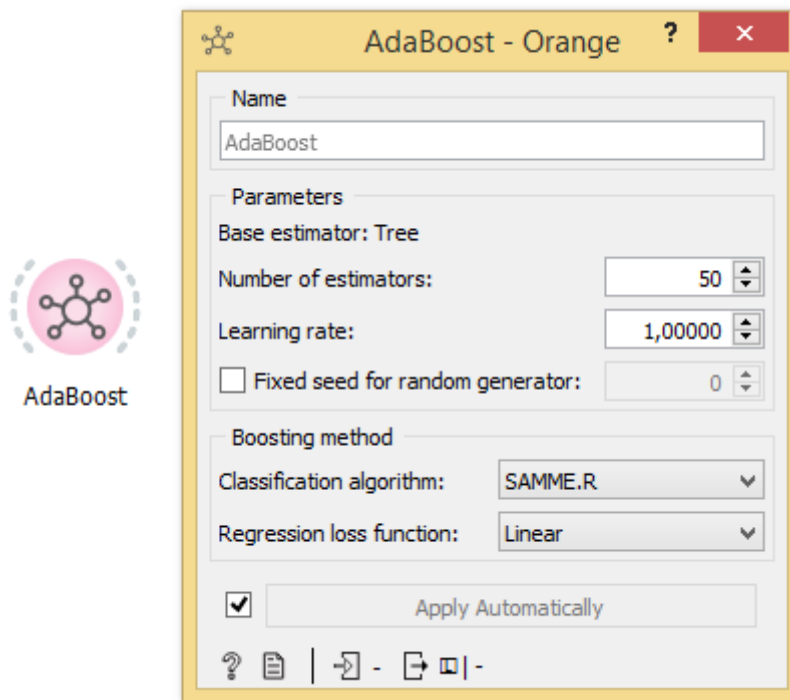 AdaBoost - Orange ?
Name
AdaBoost
Parameters
Base estimator: Tree
Number of estimators: 50
Learning rate: 1,00000
Fixed seed for random generator: 0
AdaBoost
Boosting method
Classification algorithm: SAMME.R
Regression loss function: Linear
Apply Automatically
? | - | -